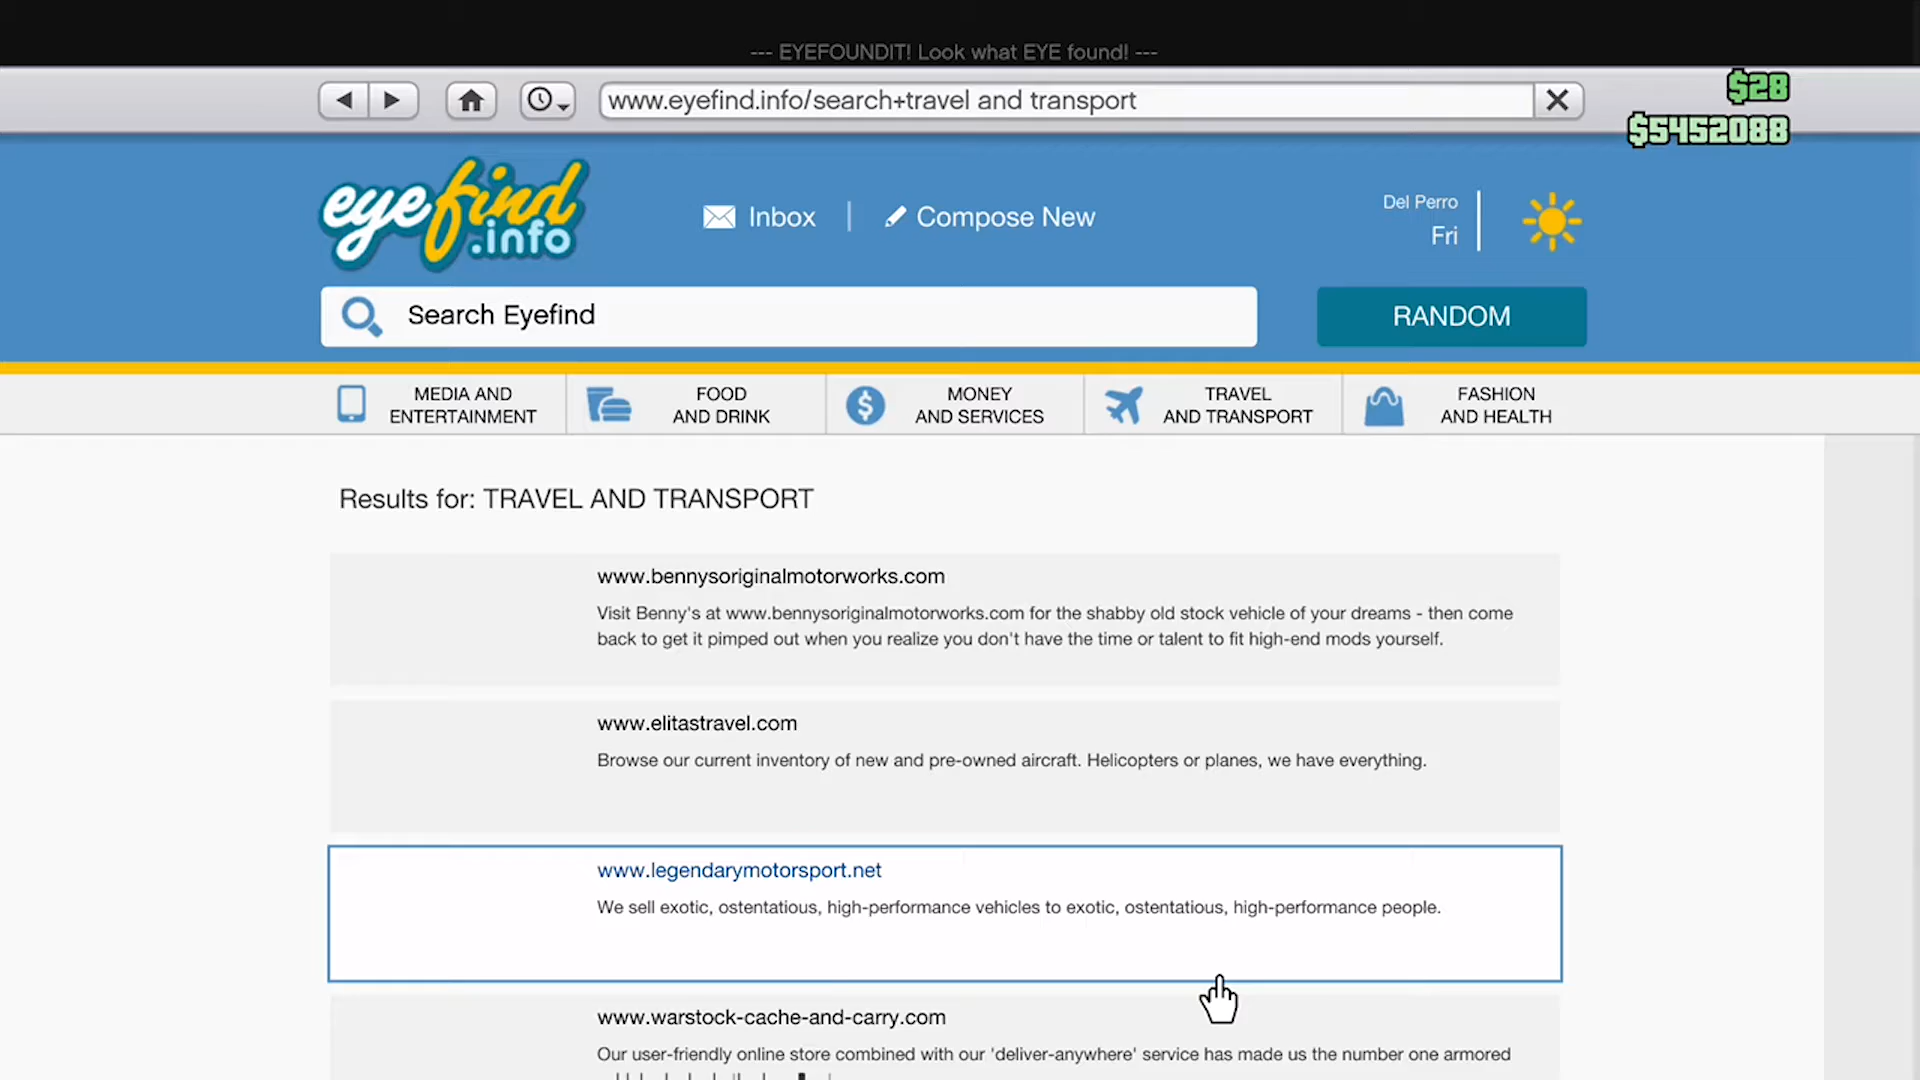 --- EYEFOUNDIT! Look what EYE found! ---
www.eyefind.info/search+travel and transport
$28
$5452088
eyefind
.info
Inbox
Compose New
Del Perro
Fri
Search Eyefind
RANDOM
MEDIA AND
ENTERTAINMENT
FOOD
AND DRINK
MONEY
AND SERVICES
TRAVEL
AND TRANSPORT
FASHION
AND HEALTH
Results for: TRAVEL AND TRANSPORT
www.bennysoriginalmotorworks.com
Visit Benny's at www.bennysoriginalmotorworks.com for the shabby old stock vehicle of your dreams - then come
back to get it pimped out when you realize you don't have the time or talent to fit high-end mods yourself.
www.elitastravel.com
Browse our current inventory of new and pre-owned aircraft. Helicopters or planes, we have everything.
www.legendarymotorsport.net
We sell exotic, ostentatious, high-performance vehicles to exotic, ostentatious, high-performance people.
www.warstock-cache-and-carry.com
Our user-friendly online store combined with our 'deliver-anywhere' service has made us the number one armored